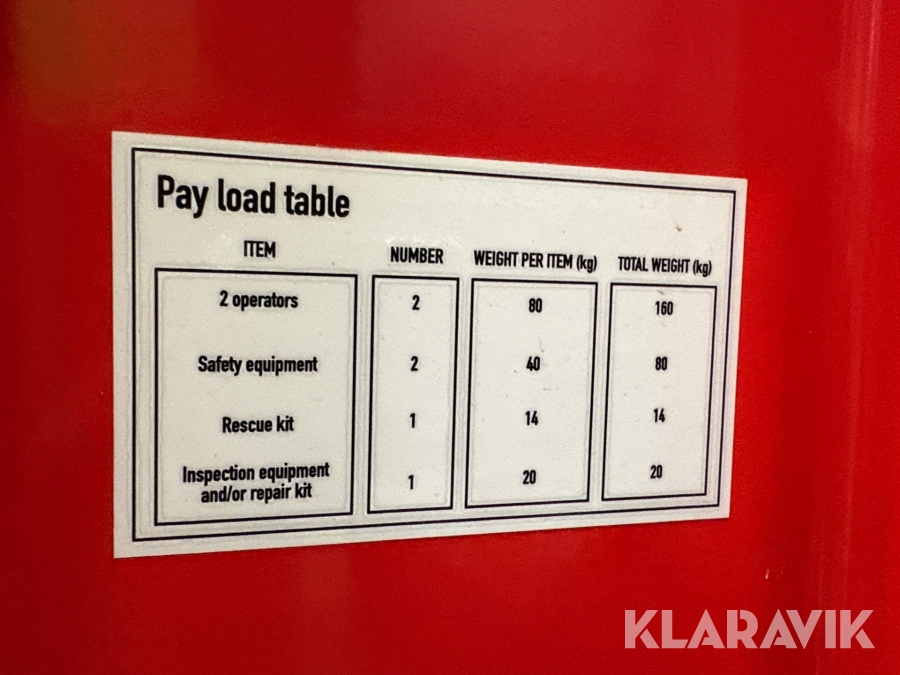 Pay load table
ITEM NUMBER WEIGHT PER ITEM (kg) TOTAL WEIGHT (kg)
2 operators 2 80 160
Safety equipment 2 40 80
Rescue kit 1 14 14
Inspection equipment
and/or repair kit 1 20 20
KLARAVIK